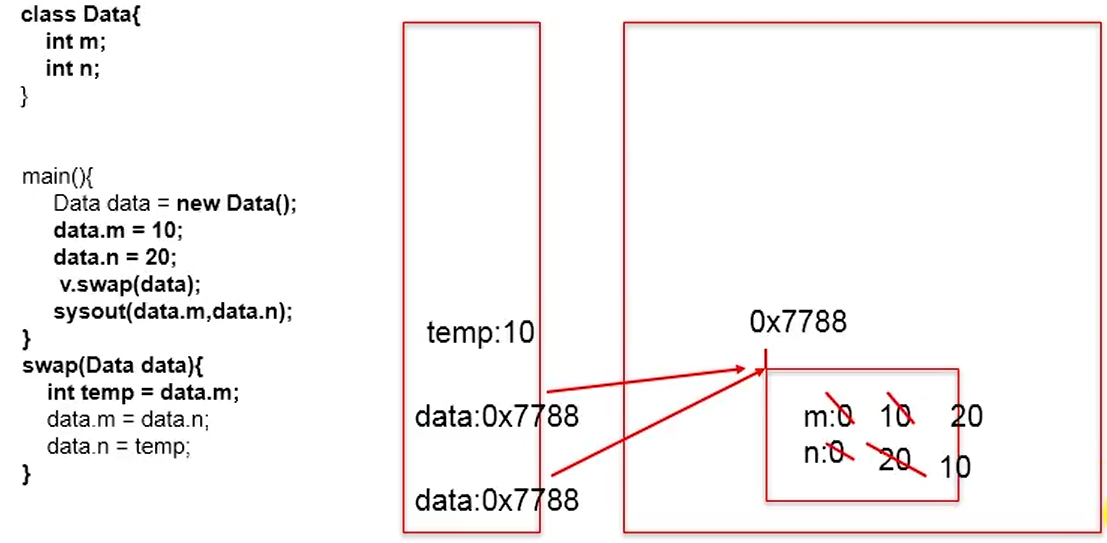 class Data{
int m;
int n;
}
main(){
Data data = new Data();
data.m = 10;
data.n = 20;
v.swap(data);
sysout(data.m,data.n);
}
swap(Data data){
int temp = data.m;
data.m = data.n;
data.n = temp;
}
temp:10
data:0x7788
data:0x7788
0x7788
m:0 10 20
n:0 20 10